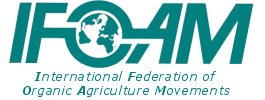 IFOAM
International Federation of
Organic Agriculture Movements